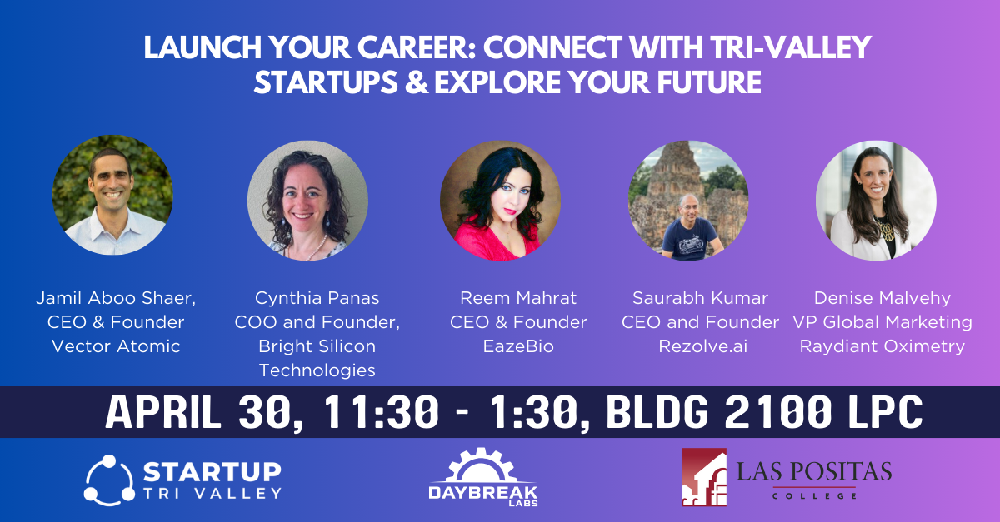 LAUNCH YOUR CAREER: CONNECT WITH TRI-VALLEY
STARTUPS & EXPLORE YOUR FUTURE
Jamil Aboo Shaer,
CEO & Founder
Vector Atomic
Cynthia Panas
COO and Founder,
Bright Silicon
Technologies
Reem Mahrat
CEO & Founder
EazeBio
Saurabh Kumar
CEO and Founder
Rezolve.ai
Denise Malvehy
VP Global Marketing
Raydiant Oximetry
APRIL 30, 11:30 - 1:30, BLDG 2100 LPC
STARTUP
TRI VALLEY
DAYBREAK
LABS
LAS POSITAS
COLLEGE